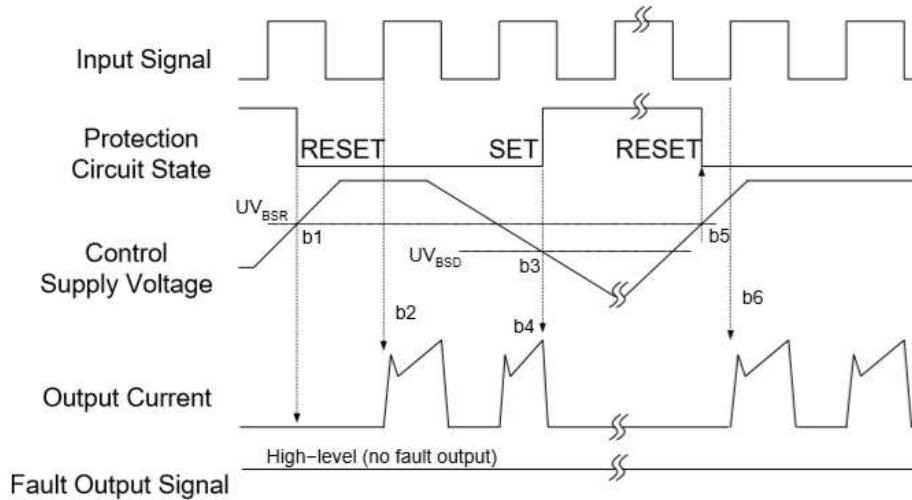 Input Signal
Protection
Circuit State
RESET
SET
RESET
UVBSR
b1
UVBSD
b3
b5
Control
Supply Voltage
b2
b4
b6
Output Current
High−level (no fault output)
Fault Output Signal